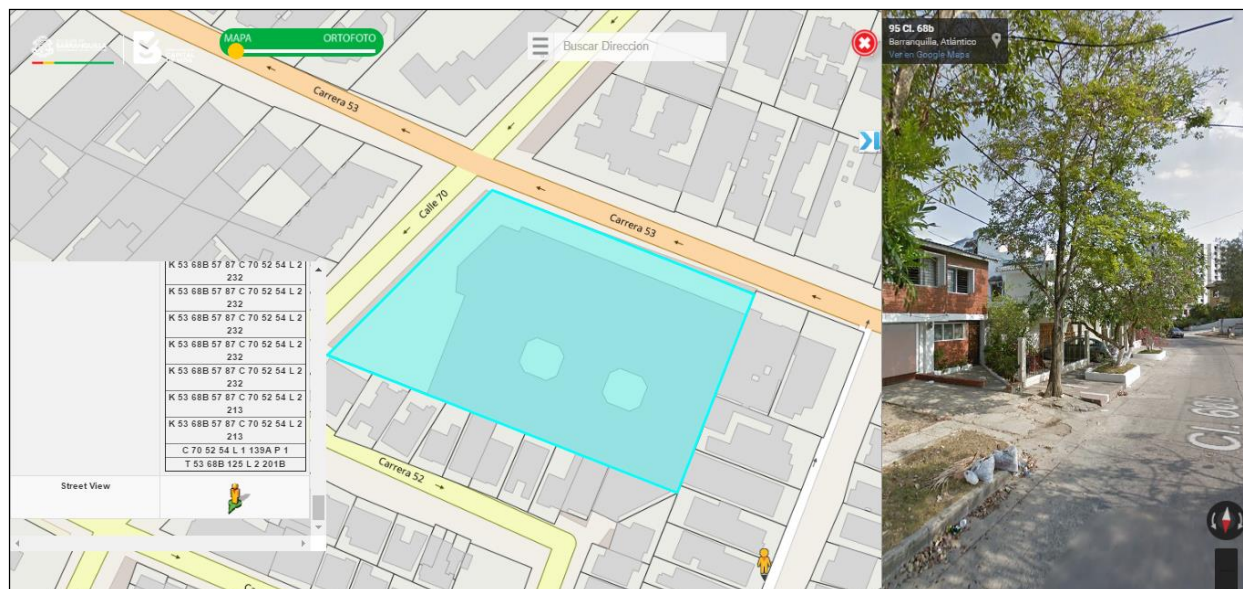 MAPA
ORTOFOTO
Buscar Direccion
95 Cl. 68b
Barranquilla, Atlántico
Ver en Google Maps
Carrera 53
Calle 70
Carrera 53
Carrera 52
K 53 68B 57 87 C 70 52 54 L 2
232
K 53 68B 57 87 C 70 52 54 L 2
232
K 53 68B 57 87 C 70 52 54 L 2
232
K 53 68B 57 87 C 70 52 54 L 2
232
K 53 68B 57 87 C 70 52 54 L 2
232
K 53 68B 57 87 C 70 52 54 L 2
213
K 53 68B 57 87 C 70 52 54 L 2
213
C 70 52 54 L 1 139A P 1
T 53 68B 125 L 2 201B
Street View
Cl. 68b